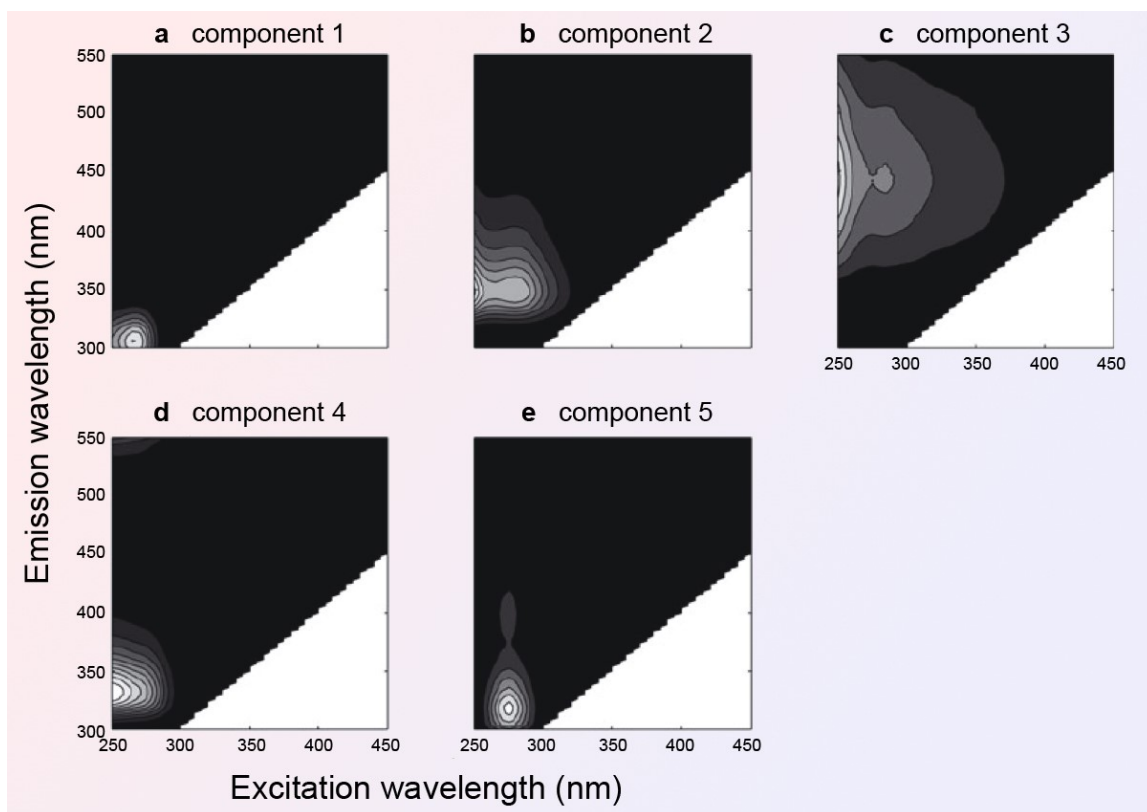 a component 1
b component 2
c component 3
550
500
450
400
350
300
250 300 350 400 450
d component 4
e component 5
550
500
450
400
350
300
250 300 350 400 450
250 300 350 400 450
Emission wavelength (nm)
Excitation wavelength (nm)